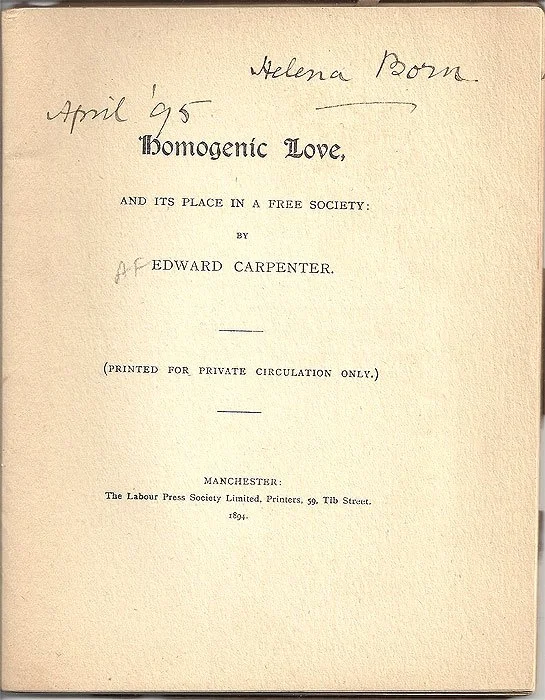 Helena Born
April '95
Homogenic Love,
AND ITS PLACE IN A FREE SOCIETY:
BY
AF EDWARD CARPENTER.
(PRINTED FOR PRIVATE CIRCULATION ONLY.)
MANCHESTER:
The Labour Press Society Limited, Printers, 59, Tib Street.
1894.